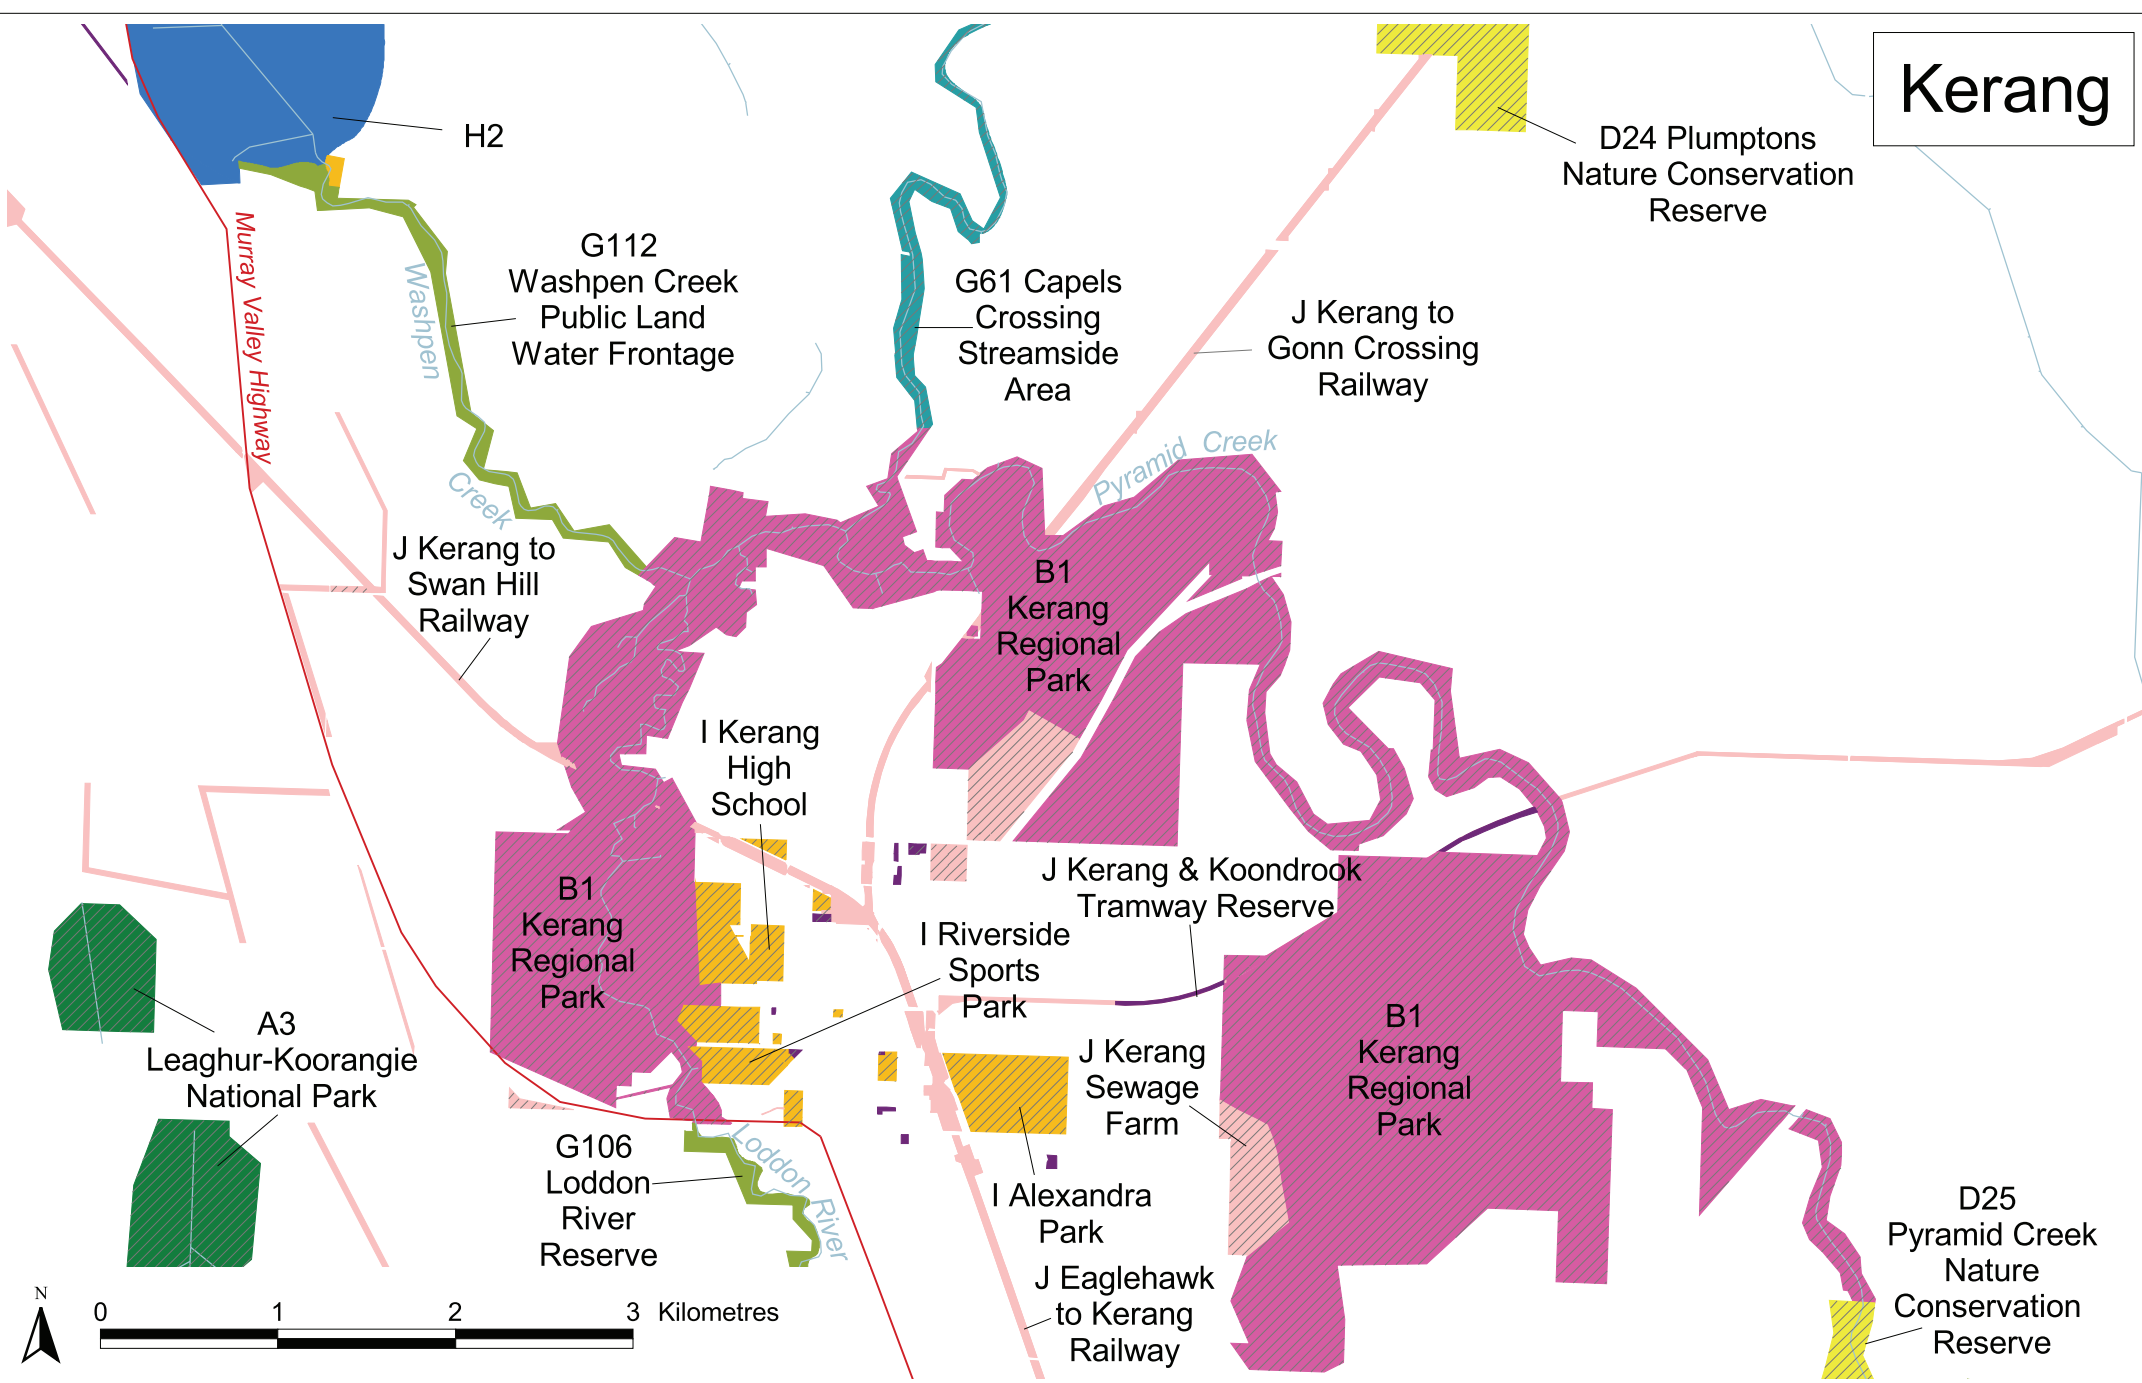 Kerang
H2
D24 Plumptons
Nature Conservation
Reserve
Murray Valley Highway
Washpen
Creek
G112
Washpen Creek
Public Land
Water Frontage
G61 Capels
Crossing
Streamside
Area
J Kerang to
Gonn Crossing
Railway
Pyramid Creek
J Kerang to
Swan Hill
Railway
B1
Kerang
Regional
Park
I Kerang
High
School
J Kerang & Koondrook
Tramway Reserve
B1
Kerang
Regional
Park
I Riverside
Sports
Park
A3
Leaghur-Koorangie
National Park
J Kerang
Sewage
Farm
B1
Kerang
Regional
Park
G106
Loddon
River
Reserve
Loddon River
I Alexandra
Park
D25
Pyramid Creek
Nature
Conservation
Reserve
J Eaglehawk
to Kerang
Railway
N
0 1 2 3 Kilometres